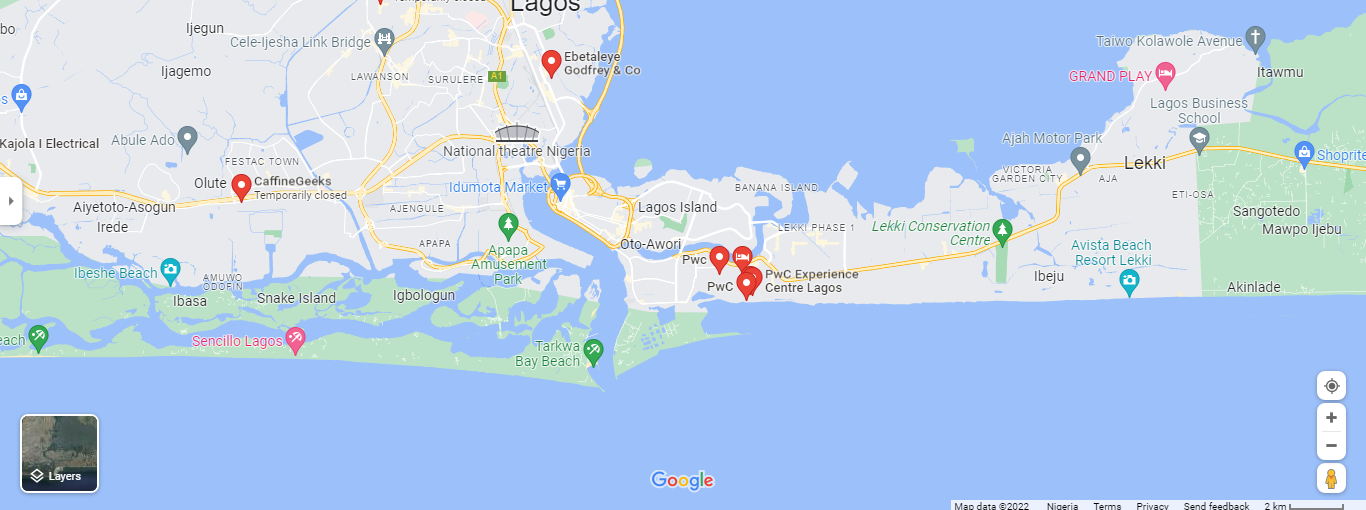 Lagos
Ijegun
Cele-Ijesha Link Bridge
Taiwo Kolawole Avenue
Ebetaleye
Godfrey & Co
Ijagemo
LAWANSON
SURULERE
A1
GRAND PLAY
Itawmu
Lagos Business
School
Kajola I Electrical
Abule Ado
National theatre Nigeria
Ajah Motor Park
Shoprite
FESTAC TOWN
Lekki
Olute
CaffineGeeks
Temporarily closed
Idumota Market
BANANA ISLAND
VICTORIA
GARDEN CITY
AJA
ETI-OSA
Aiyetoto-Asogun
AJENGULE
Lagos Island
Sangotedo
Irede
LEKKI PHASE 1
Lekki Conservation
Centre
Mawpo Ijebu
APAPA
Oto-Awori
Apapa
Amusement
Park
Avista Beach
Resort Lekki
Pwc
Ibeshe Beach
AMUWO
ODOFIN
PwC Experience
Centre Lagos
Ibeju
PwC
Akinlade
Ibasa
Snake Island
Igbologun
Sencillo Lagos
Tarkwa
Bay Beach
Layers
Google
Map data ©2022 Nigeria Terms Privacy Send feedback 2 km